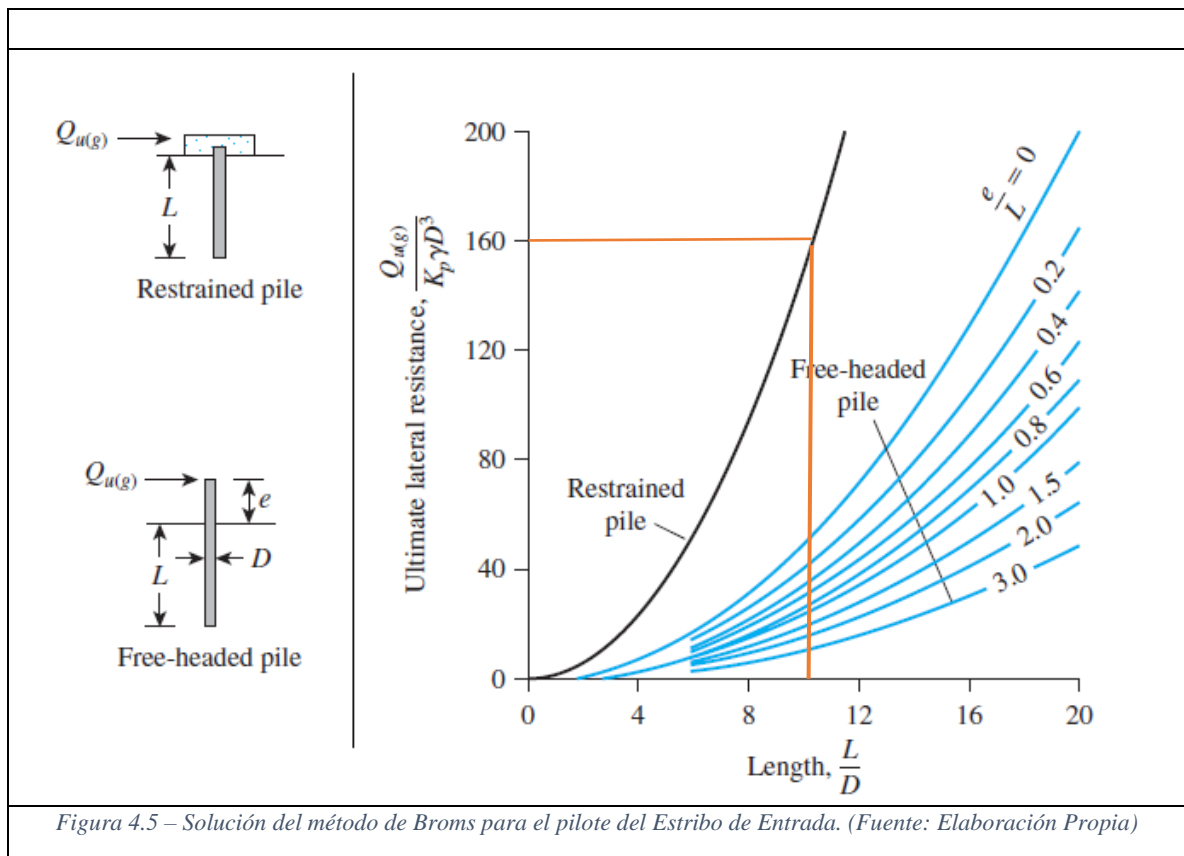 Q_u(g)
L
Restrained pile
Q_u(g)
e
L
D
Free-headed pile
Ultimate lateral resistance, Q_u(g) / K_p γD^3
200
160
120
80
40
0
0
4
8
12
16
20
Length, L/D
Restrained
pile
Free-headed
pile
e/L = 0
0.2
0.4
0.6
0.8
1.0
1.5
2.0
3.0
Figura 4.5 – Solución del método de Broms para el pilote del Estribo de Entrada. (Fuente: Elaboración Propia)